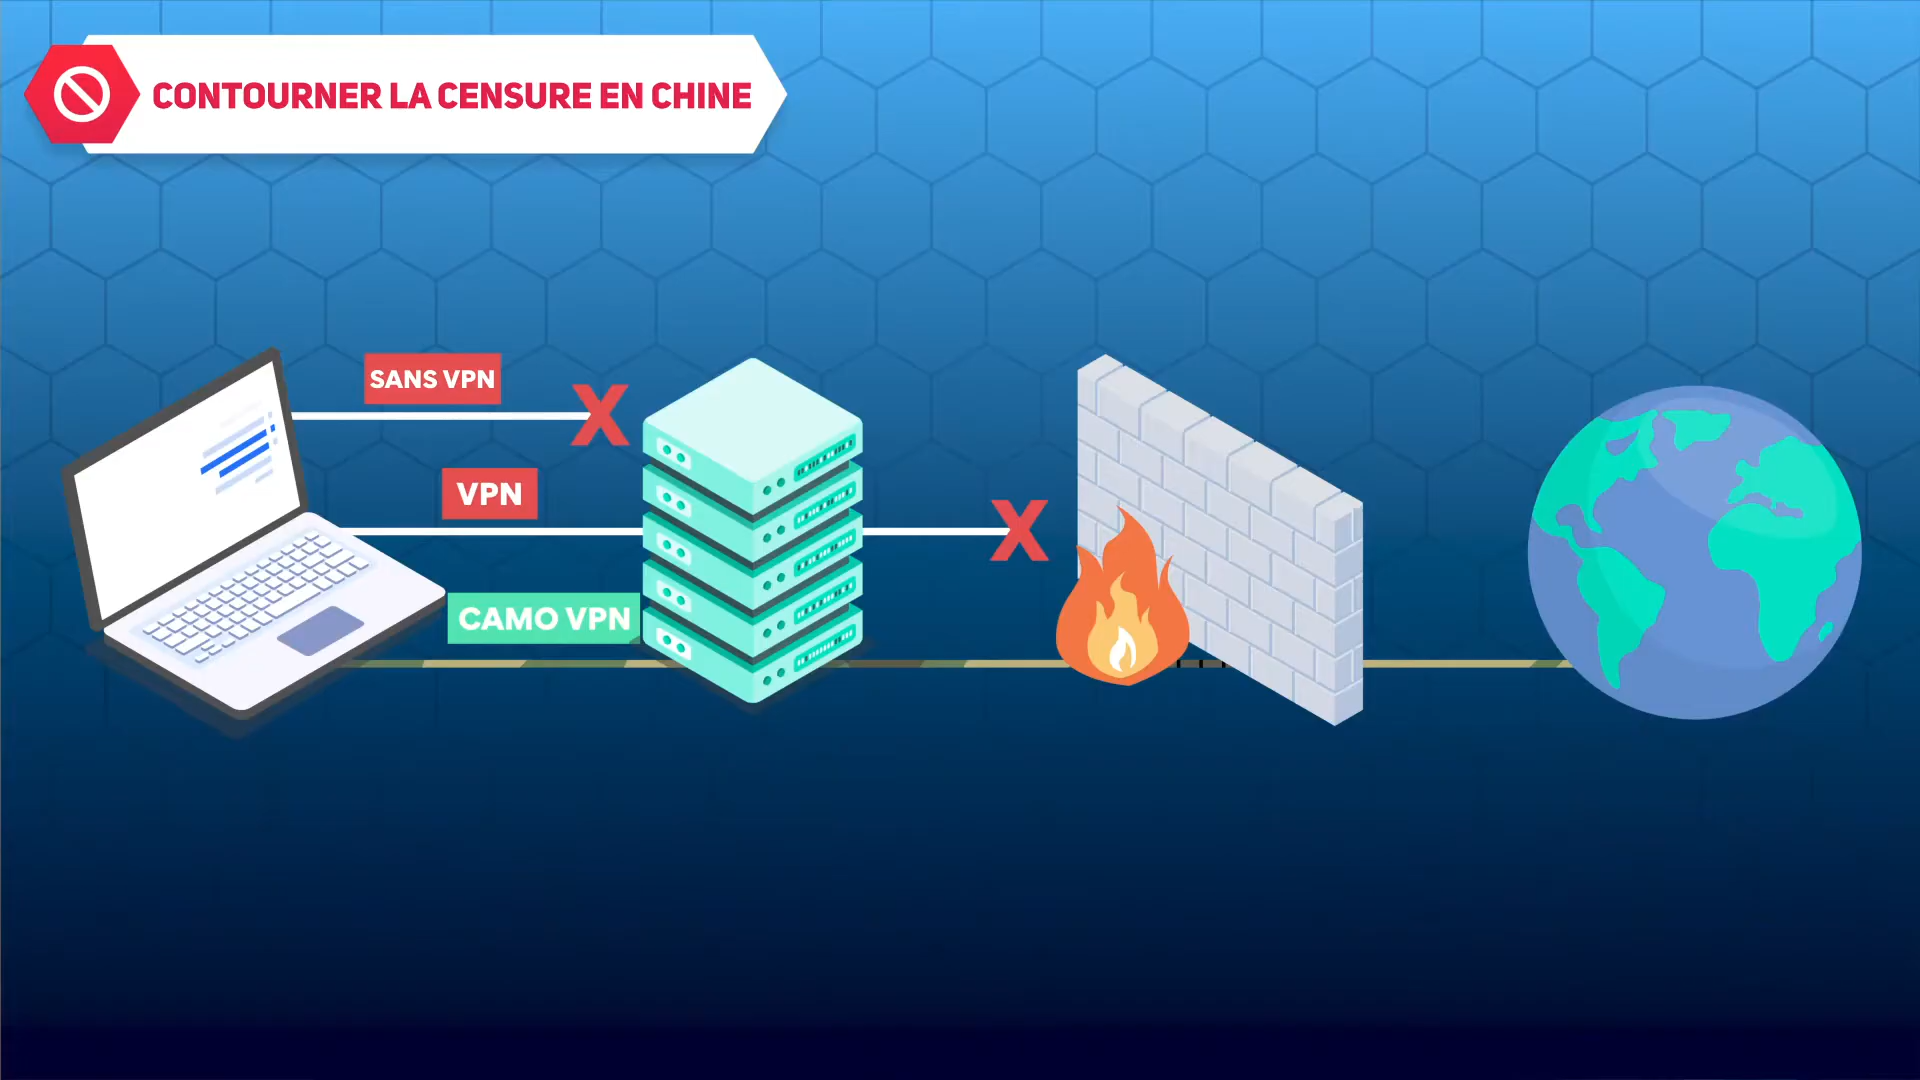 CONTOURNER LA CENSURE EN CHINE
SANS VPN
X
VPN
X
CAMO VPN